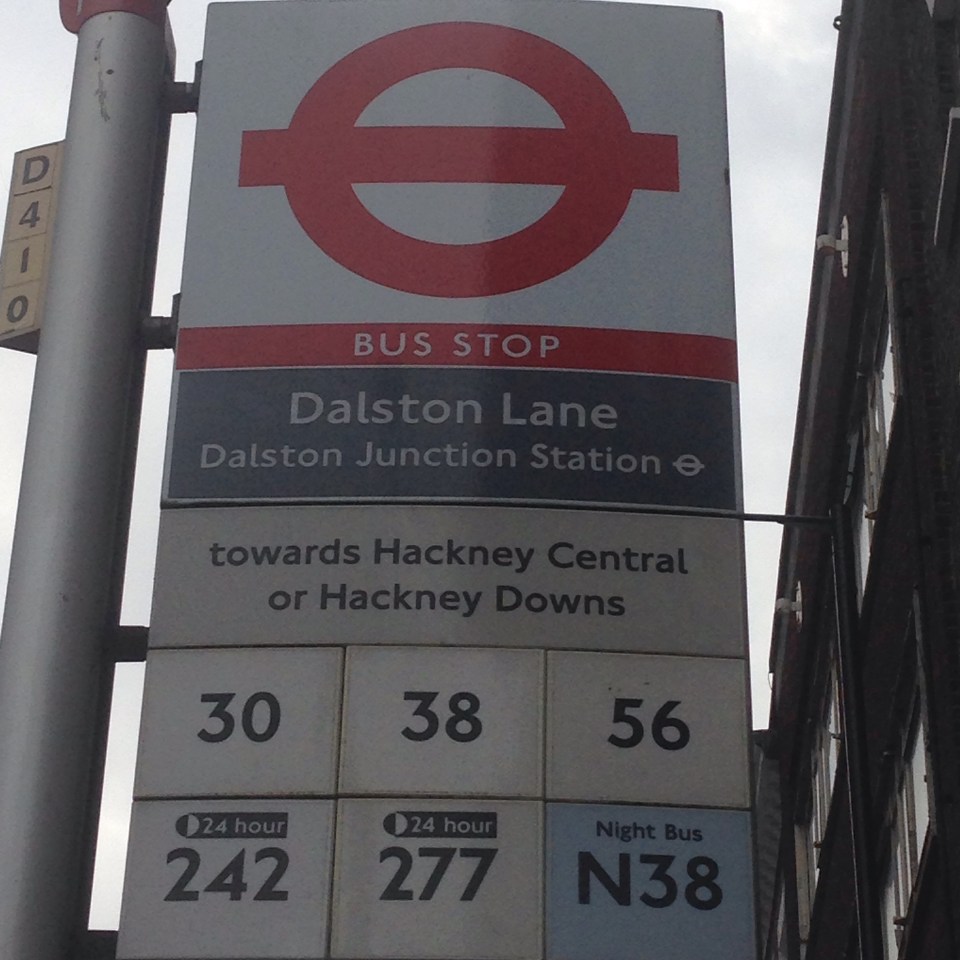 D
4
1
0
BUS STOP
Dalston Lane
Dalston Junction Station
towards Hackney Central
or Hackney Downs
30 38 56
24 hour 24 hour Night Bus
242 277 N38